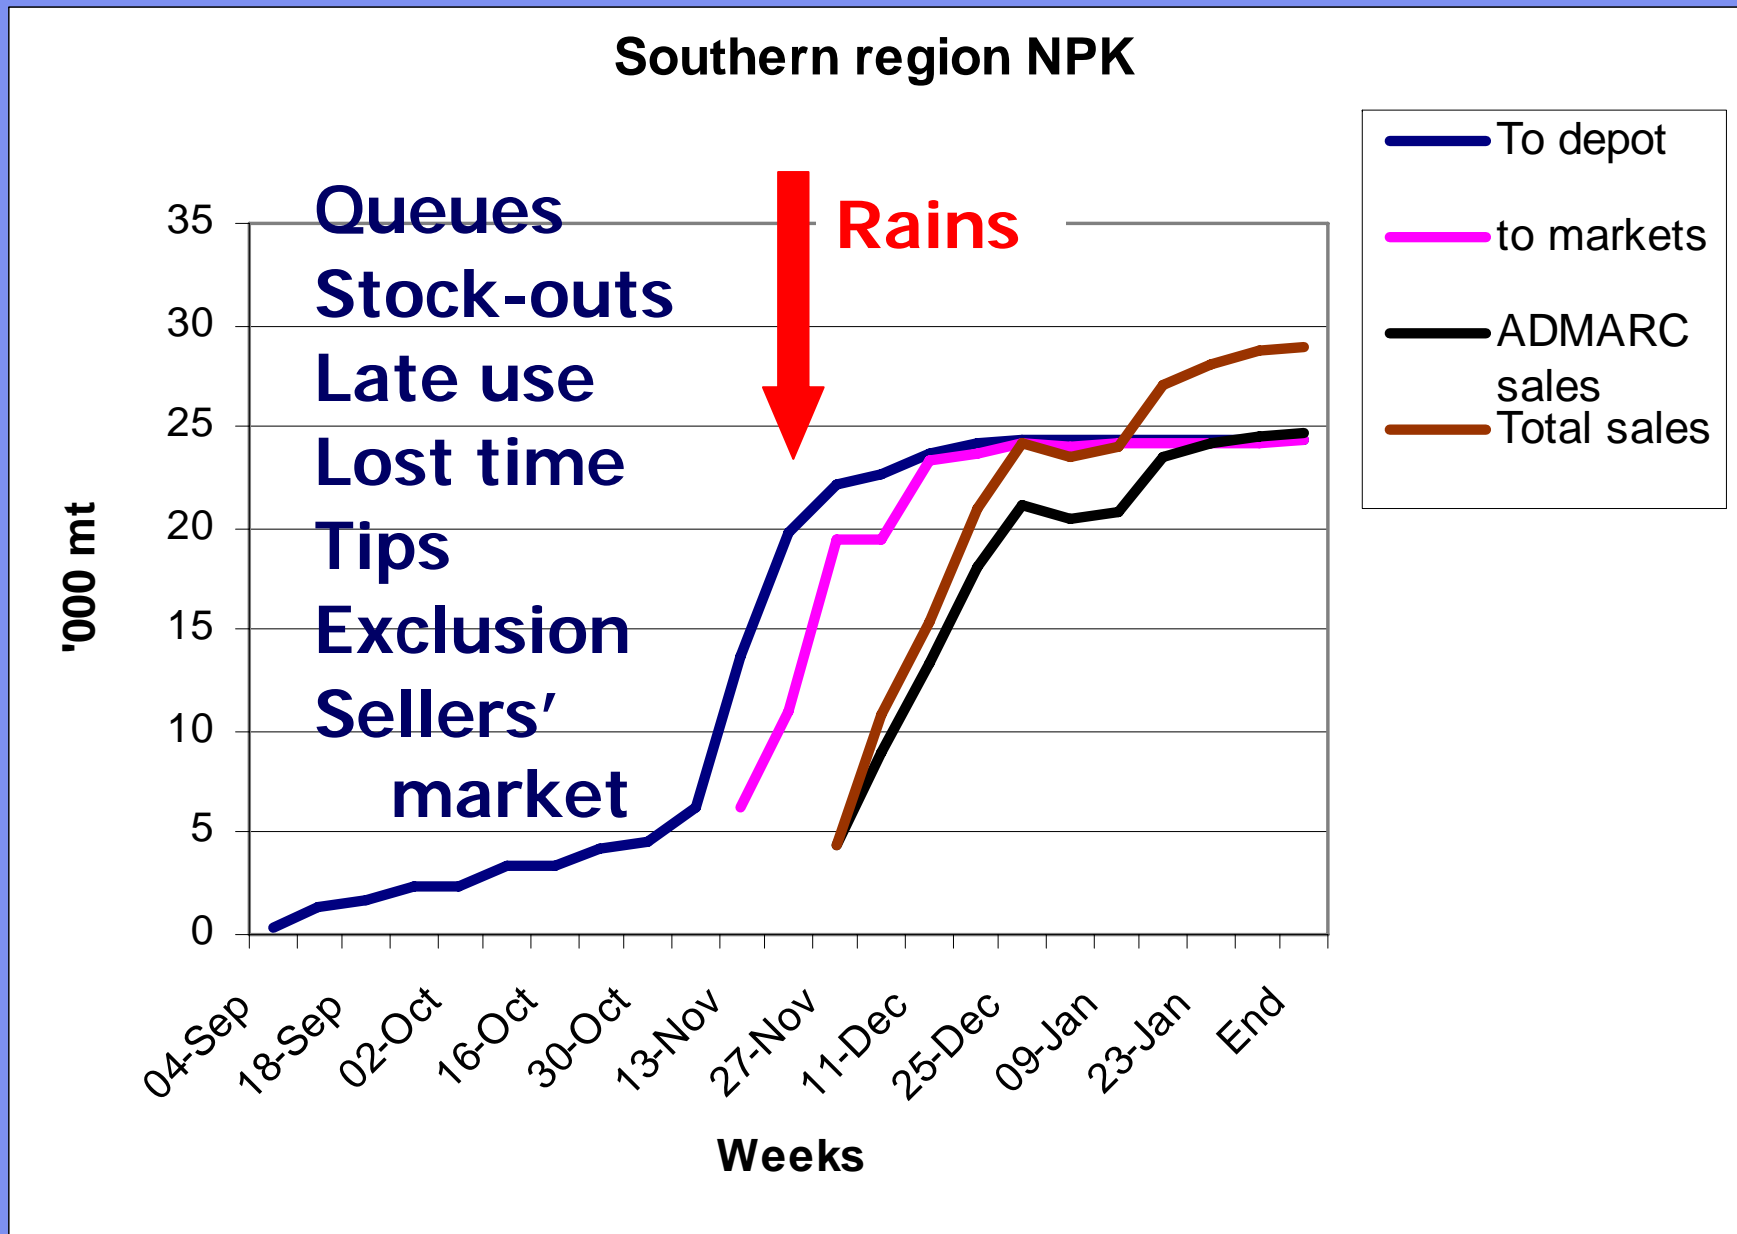 Southern region NPK
To depot
to markets
ADMARC
sales
Total sales
Queues
Stock-outs
Late use
Lost time
Tips
Exclusion
Sellers’
market
Rains
35
30
25
20
15
10
5
0
'000 mt
04-Sep
18-Sep
02-Oct
16-Oct
30-Oct
13-Nov
27-Nov
11-Dec
25-Dec
09-Jan
23-Jan
End
Weeks